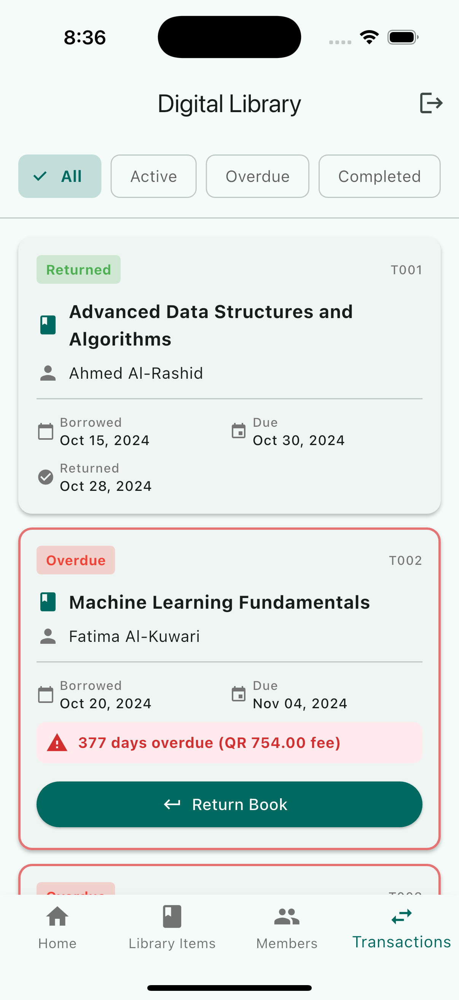 8:36
Digital Library
All
Active
Overdue
Completed
Returned
T001
Advanced Data Structures and
Algorithms
Ahmed Al-Rashid
Borrowed
Oct 15, 2024
Due
Oct 30, 2024
Returned
Oct 28, 2024
Overdue
T002
Machine Learning Fundamentals
Fatima Al-Kuwari
Borrowed
Oct 20, 2024
Due
Nov 04, 2024
377 days overdue (QR 754.00 fee)
Return Book
Overdue
Home
Library Items
Members
Transactions